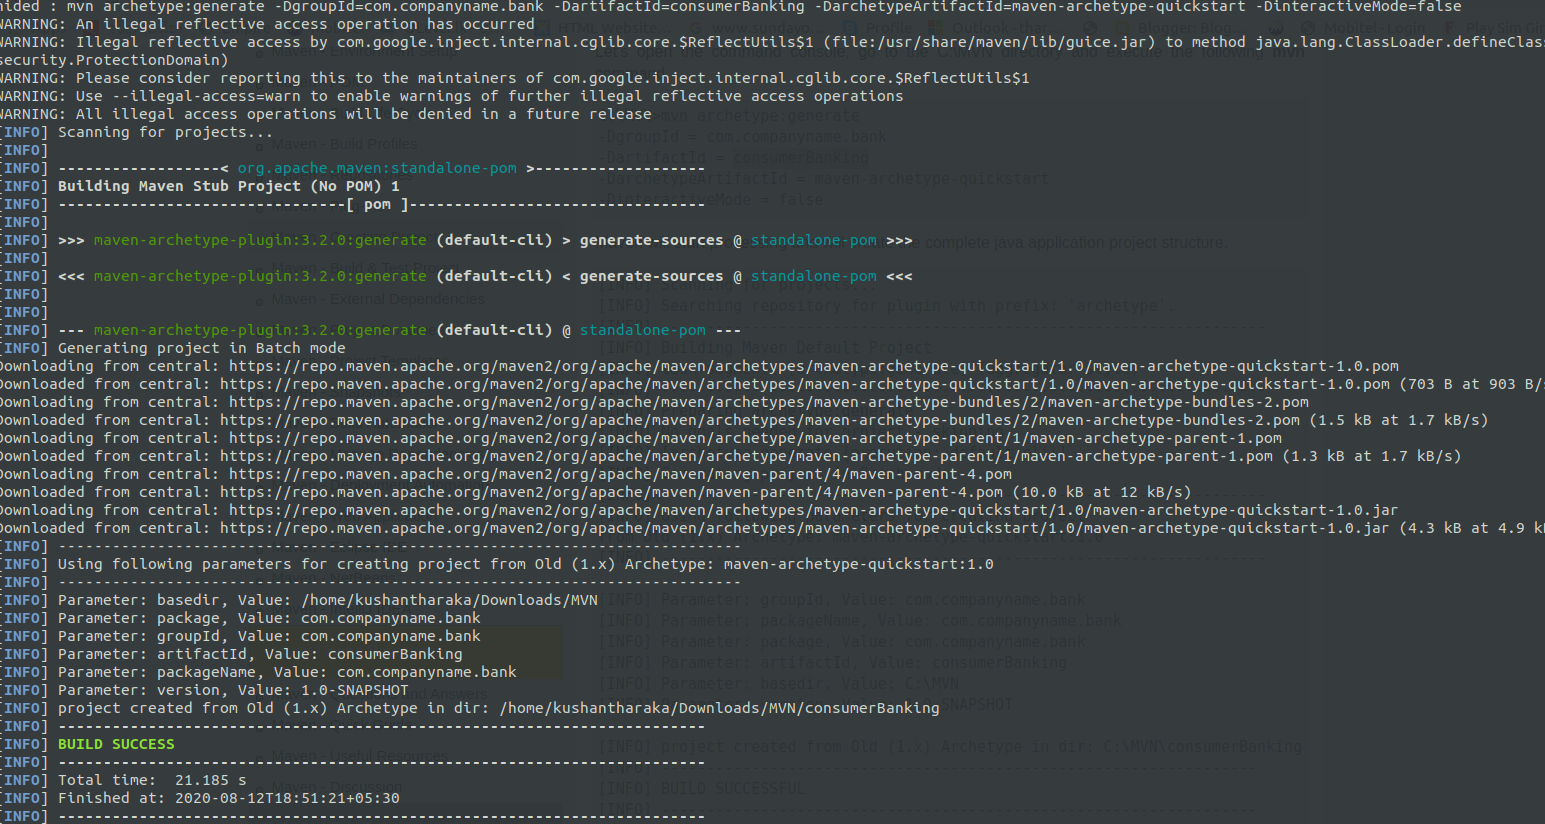 nided : mvn archetype:generate -DgroupId=com.companyname.bank -DartifactId=consumerBanking -DarchetypeArtifactId=maven-archetype-quickstart -DinteractiveMode=false
WARNING: An illegal reflective access operation has occurred
WARNING: Illegal reflective access by com.google.inject.internal.cglib.core.$ReflectUtils$1 (file:/usr/share/maven/lib/guice.jar) to method java.lang.ClassLoader.defineClas
security.ProtectionDomain)
WARNING: Please consider reporting this to the maintainers of com.google.inject.internal.cglib.core.$ReflectUtils$1
WARNING: Use --illegal-access=warn to enable warnings of further illegal reflective access operations
WARNING: All illegal access operations will be denied in a future release
[INFO] Scanning for projects...
[INFO]
[INFO] ------------------< org.apache.maven:standalone-pom >-------------------
[INFO] Building Maven Stub Project (No POM) 1
[INFO] --------------------------------[ pom ]---------------------------------
[INFO]
[INFO] >>> maven-archetype-plugin:3.2.0:generate (default-cli) > generate-sources @ standalone-pom >>>
[INFO]
[INFO] <<< maven-archetype-plugin:3.2.0:generate (default-cli) < generate-sources @ standalone-pom <<<
[INFO]
[INFO]
[INFO] --- maven-archetype-plugin:3.2.0:generate (default-cli) @ standalone-pom ---
[INFO] Generating project in Batch mode
Downloading from central: https://repo.maven.apache.org/maven2/org/apache/maven/archetypes/maven-archetype-quickstart/1.0/maven-archetype-quickstart-1.0.pom
Downloaded from central: https://repo.maven.apache.org/maven2/org/apache/maven/archetypes/maven-archetype-quickstart/1.0/maven-archetype-quickstart-1.0.pom (703 B at 903 B/s
Downloading from central: https://repo.maven.apache.org/maven2/org/apache/maven/archetypes/maven-archetype-bundles/2/maven-archetype-bundles-2.pom
Downloaded from central: https://repo.maven.apache.org/maven2/org/apache/maven/archetypes/maven-archetype-bundles/2/maven-archetype-bundles-2.pom (1.5 kB at 1.7 kB/s)
Downloading from central: https://repo.maven.apache.org/maven2/org/apache/maven/archetype/maven-archetype-parent/1/maven-archetype-parent-1.pom
Downloaded from central: https://repo.maven.apache.org/maven2/org/apache/maven/archetype/maven-archetype-parent/1/maven-archetype-parent-1.pom (1.3 kB at 1.7 kB/s)
Downloading from central: https://repo.maven.apache.org/maven2/org/apache/maven/maven-parent/4/maven-parent-4.pom
Downloaded from central: https://repo.maven.apache.org/maven2/org/apache/maven/maven-parent/4/maven-parent-4.pom (10.0 kB at 12 kB/s)
Downloading from central: https://repo.maven.apache.org/maven2/org/apache/maven/archetypes/maven-archetype-quickstart/1.0/maven-archetype-quickstart-1.0.jar
Downloaded from central: https://repo.maven.apache.org/maven2/org/apache/maven/archetypes/maven-archetype-quickstart/1.0/maven-archetype-quickstart-1.0.jar (4.3 kB at 4.9 k
[INFO] ----------------------------------------------------------------------------
[INFO] Using following parameters for creating project from Old (1.x) Archetype: maven-archetype-quickstart:1.0
[INFO] ----------------------------------------------------------------------------
[INFO] Parameter: basedir, Value: /home/kushantharaka/Downloads/MVN
[INFO] Parameter: package, Value: com.companyname.bank
[INFO] Parameter: groupId, Value: com.companyname.bank
[INFO] Parameter: artifactId, Value: consumerBanking
[INFO] Parameter: packageName, Value: com.companyname.bank
[INFO] Parameter: version, Value: 1.0-SNAPSHOT
[INFO] project created from Old (1.x) Archetype in dir: /home/kushantharaka/Downloads/MVN/consumerBanking
[INFO] ------------------------------------------------------------------------
[INFO] BUILD SUCCESS
[INFO] ------------------------------------------------------------------------
[INFO] Total time:  21.185 s
[INFO] Finished at: 2020-08-12T18:51:21+05:30
[INFO] ------------------------------------------------------------------------